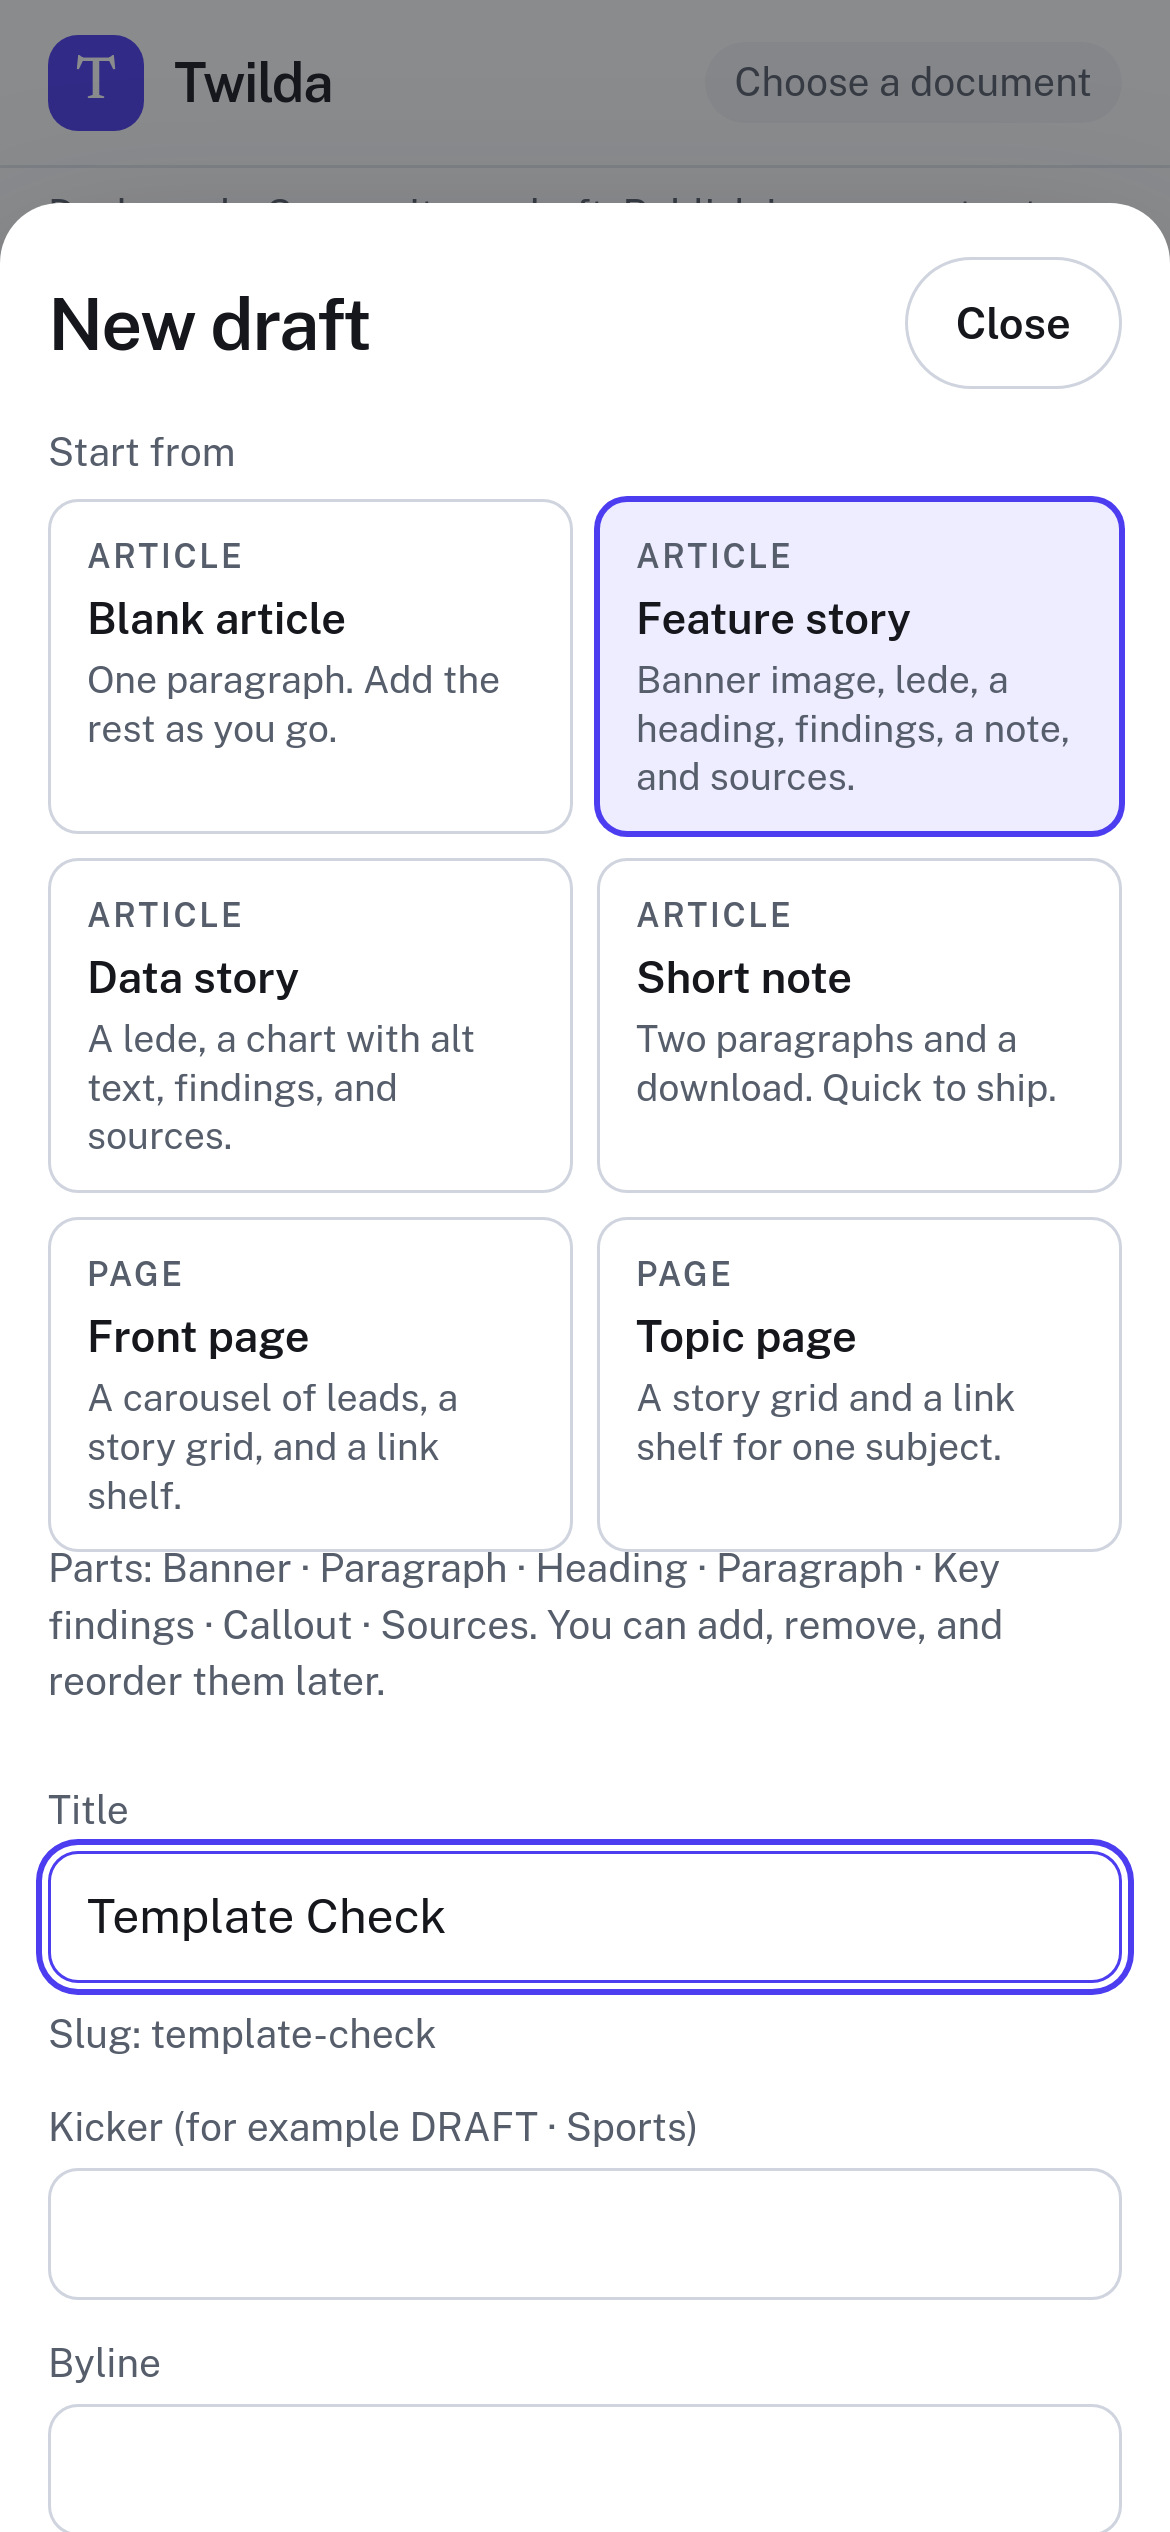 T
Twilda
Choose a document
New draft
Close
Start from
ARTICLE
Blank article
One paragraph. Add the
rest as you go.
ARTICLE
Feature story
Banner image, lede, a
heading, findings, a note,
and sources.
ARTICLE
Data story
A lede, a chart with alt
text, findings, and
sources.
ARTICLE
Short note
Two paragraphs and a
download. Quick to ship.
PAGE
Front page
A carousel of leads, a
story grid, and a link
shelf.
PAGE
Topic page
A story grid and a link
shelf for one subject.
Parts: Banner · Paragraph · Heading · Paragraph · Key
findings · Callout · Sources. You can add, remove, and
reorder them later.
Title
Template Check
Slug: template-check
Kicker (for example DRAFT · Sports)
Byline